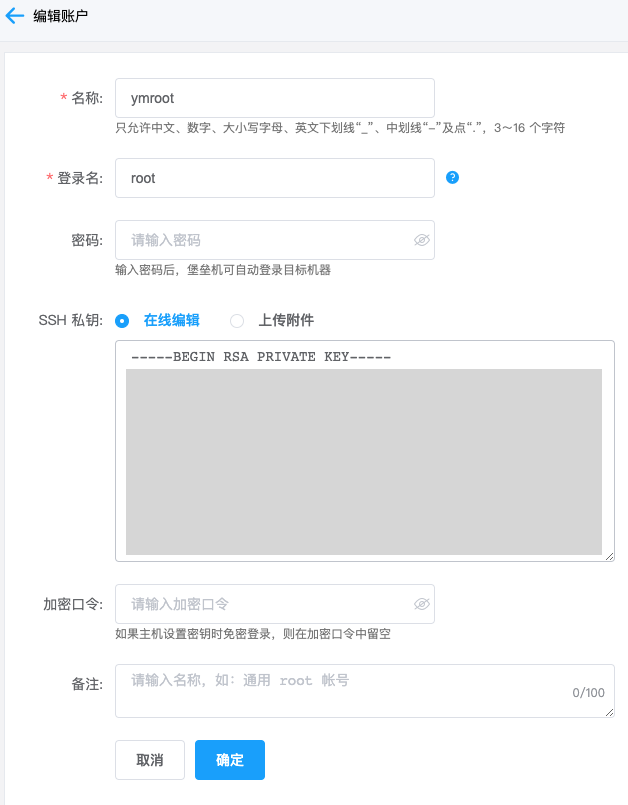 编辑账户
* 名称: ymroot
只允许中文、数字、大小写字母、英文下划线“_”、中划线“-”及点“.”，3～16 个字符
* 登录名: root ?
密码: 请输入密码
输入密码后，堡垒机可自动登录目标机器
SSH 私钥: 在线编辑 上传附件
-----BEGIN RSA PRIVATE KEY-----
加密口令: 请输入加密口令
如果主机设置密钥时免密登录，则在加密口令中留空
备注: 请输入名称，如：通用 root 帐号
0/100
取消 确定